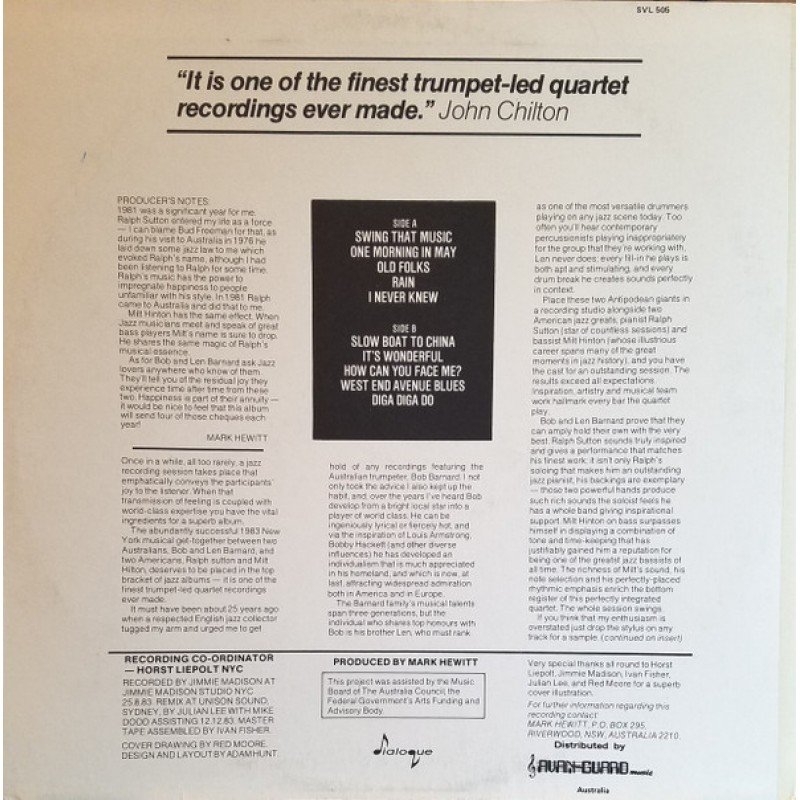 SVL 505
“It is one of the finest trumpet-led quartet
recordings ever made.” John Chilton
PRODUCER'S NOTES:
1981 was a significant year for me.
Ralph Sutton entered my life as a force
— I can blame Bud Freeman for that, as
during his visit to Australia in 1976 he
laid down some jazz law to me which
evoked Ralph's name, although I had
been listening to Ralph for some time.
Ralph's music has the power to
impregnate happiness to people
unfamiliar with his style. In 1981 Ralph
came to Australia and did that to me.
Milt Hinton has the same effect. When
Jazz musicians meet and speak of great
bass players Milt's name is sure to drop.
He shares the same magic of Ralph's
musical essence.
As for Bob and Len Barnard ask Jazz
lovers anywhere who know of them.
They'll tell you of the residual joy they
experience time after time from these
two. Happiness is part of their annuity —
it would be nice to feel that this album
will send four of those cheques each
year!
MARK HEWITT
Once in a while, all too rarely, a jazz
recording session takes place that
emphatically conveys the participants'
joy to the listener. When that
transmission of feeling is coupled with
world-class expertise you have the vital
ingredients for a superb album.
The abundantly successful 1983 New
York musical get-together between two
Australians, Bob and Len Barnard, and
two Americans, Ralph sutton and Milt
Hilton, deserves to be placed in the top
bracket of jazz albums — it is one of the
finest trumpet-led quartet recordings
ever made.
It must have been about 25 years ago
when a respected English jazz collector
tugged my arm and urged me to get
SIDE A
SWING THAT MUSIC
ONE MORNING IN MAY
OLD FOLKS
RAIN
I NEVER KNEW
SIDE B
SLOW BOAT TO CHINA
IT'S WONDERFUL
HOW CAN YOU FACE ME?
WEST END AVENUE BLUES
DIGA DIGA DO
hold of any recordings featuring the
Australian trumpeter, Bob Barnard. I not
only took the advice I also kept up the
habit, and, over the years I've heard Bob
develop from a bright local star into a
player of world class. He can be
ingeniously lyrical or fiercely hot, and
via the inspiration of Louis Armstrong,
Bobby Hackett (and other diverse
influences) he has developed an
individualism that is much appreciated
in his homeland, and which is now, at
last, attracting widespread admiration
both in America and in Europe.
The Barnard family's musical talents
span three generations, but the
individual who shares top honours with
Bob is his brother Len, who must rank
as one of the most versatile drummers
playing on any jazz scene today. Too
often you'll hear contemporary
percussionists playing inappropriately
for the group that they're working with,
Len never does; every fill-in he plays is
both apt and stimulating, and every
drum break he creates sounds perfectly
in context.
Place these two Antipodean giants in
a recording studio alongside two
American jazz greats, pianist Ralph
Sutton (star of countless sessions) and
bassist Milt Hinton (whose illustrious
career spans many of the great
moments in jazz history), and you have
the cast for an outstanding session. The
results exceed all expectations.
Inspiration, artistry and musical team
work hallmark every bar the quartet
play.
Bob and Len Barnard prove that they
can amply hold their own with the very
best. Ralph Sutton sounds truly inspired
and gives a performance that matches
his finest work; it isn't only Ralph's
soloing that makes him an outstanding
jazz pianist, his backings are exemplary
— those two powerful hands produce
such rich sounds the soloist feels he
has a whole band giving inspirational
support. Milt Hinton on bass surpasses
himself in displaying a combination of
tone and time-keeping that has
justifiably gained him a reputation for
being one of the greatest jazz bassists of
all time. The richness of Milt's sound, his
note selection and his perfectly-placed
rhythmic emphasis enrich the bottom
register of this perfectly integrated
quartet. The whole session swings.
If you think that my enthusiasm is
overstated just drop the stylus on any
track for a sample. (continued on insert)
RECORDING CO-ORDINATOR
— HORST LIEPOLT NYC
RECORDED BY JIMMIE MADISON AT
JIMMIE MADISON STUDIO NYC
25.8.83. REMIX AT UNISON SOUND,
SYDNEY, BY JULIAN LEE WITH MIKE
DODD ASSISTING 12.12.83. MASTER
TAPE ASSEMBLED BY IVAN FISHER.
COVER DRAWING BY RED MOORE.
DESIGN AND LAYOUT BY ADAM HUNT.
PRODUCED BY MARK HEWITT
This project was assisted by the Music
Board of The Australia Council, the
Federal Government's Arts Funding and
Advisory Body.
dialogue
Very special thanks all round to Horst
Liepolt, Jimmie Madison, Ivan Fisher,
Julian Lee, and Red Moore for a superb
cover illustration.
For further information regarding this
recording contact
MARK HEWITT, P.O. BOX 295,
RIVERWOOD, NSW, AUSTRALIA 2210.
Distributed by
AVAN-GUARD music
Australia